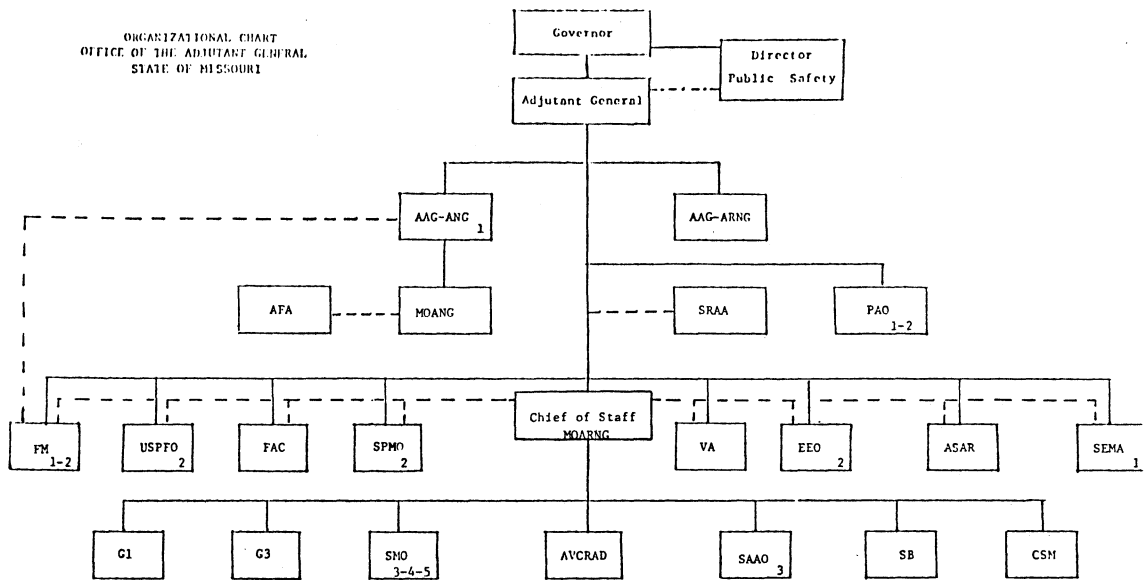 ORGANIZATIONAL CHART
OFFICE OF THE ADJUTANT GENERAL
STATE OF MISSOURI
Governor
Director
Public Safety
Adjutant General
AAG-ANG
1
AAG-ARNG
AFA
MOANG
SRAA
PAO
1-2
Chief of Staff
MOARNG
FM
1-2
USPFO
2
FAC
SPMO
2
VA
EEO
2
ASAR
SEMA
1
G1
G3
SMO
3-4-5
AVCRAD
SAAO
3
SB
CSM